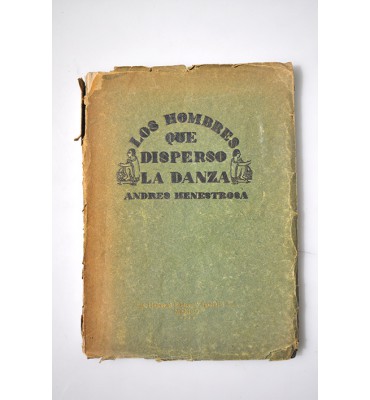 LOS HOMBRES
QUE
DISPERSO
LA DANZA
ANDRES HENESTROSA